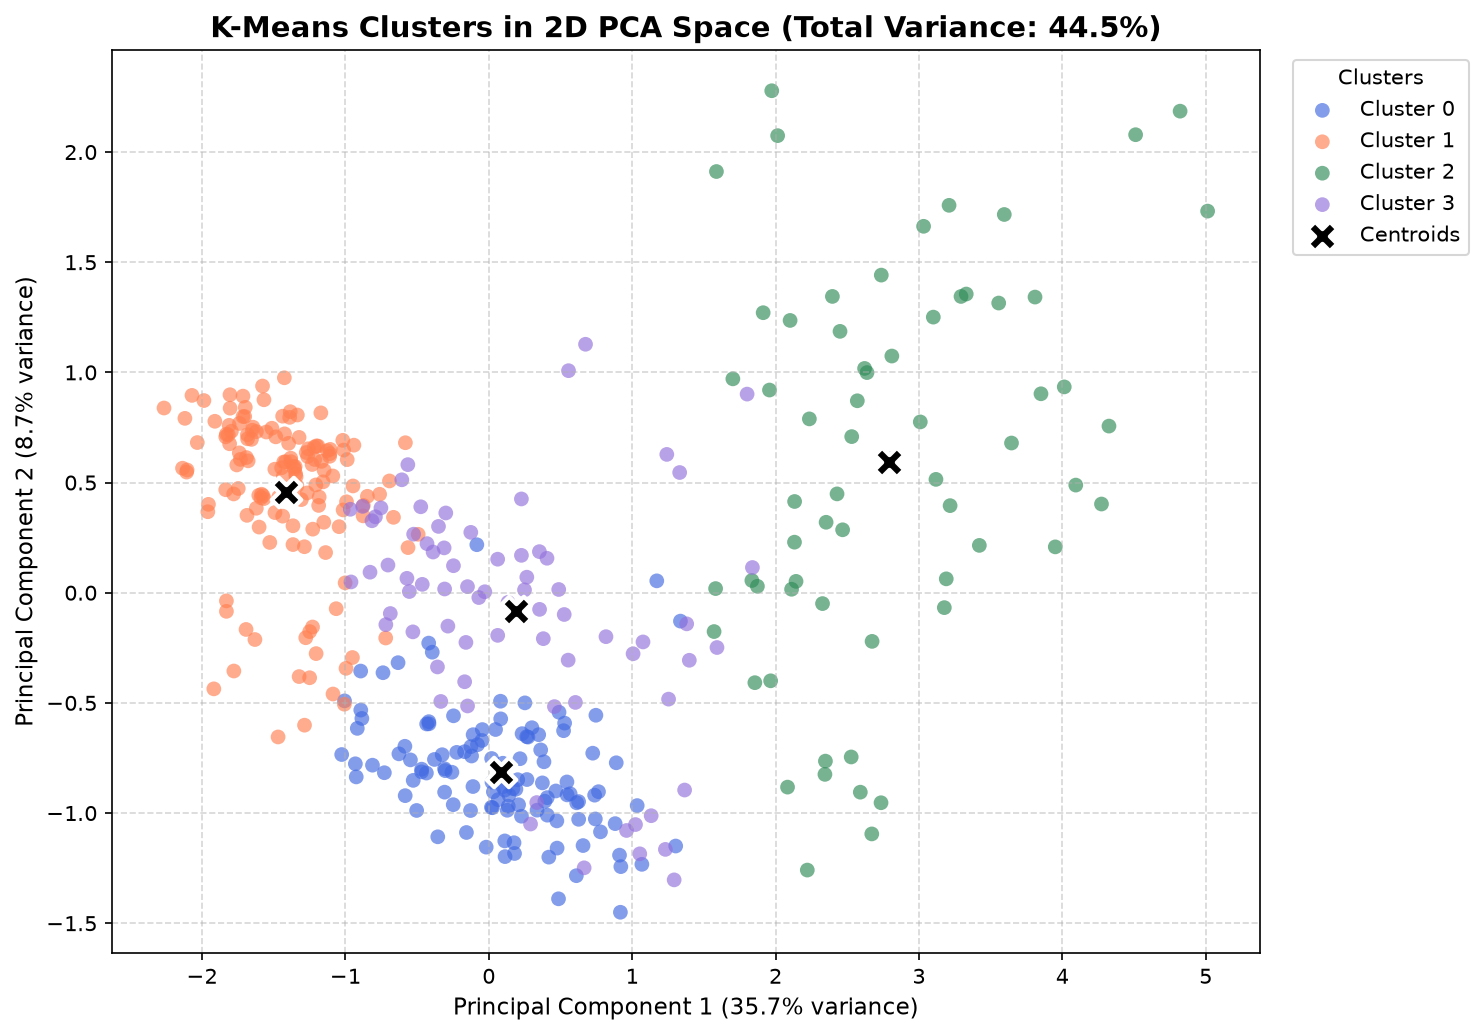 K-Means Clusters in 2D PCA Space (Total Variance: 44.5%)
Clusters
Cluster 0
Cluster 1
Cluster 2
Cluster 3
Centroids
Principal Component 2 (8.7% variance)
2.0
1.5
1.0
0.5
0.0
−0.5
−1.0
−1.5
−2
−1
0
1
2
3
4
5
Principal Component 1 (35.7% variance)